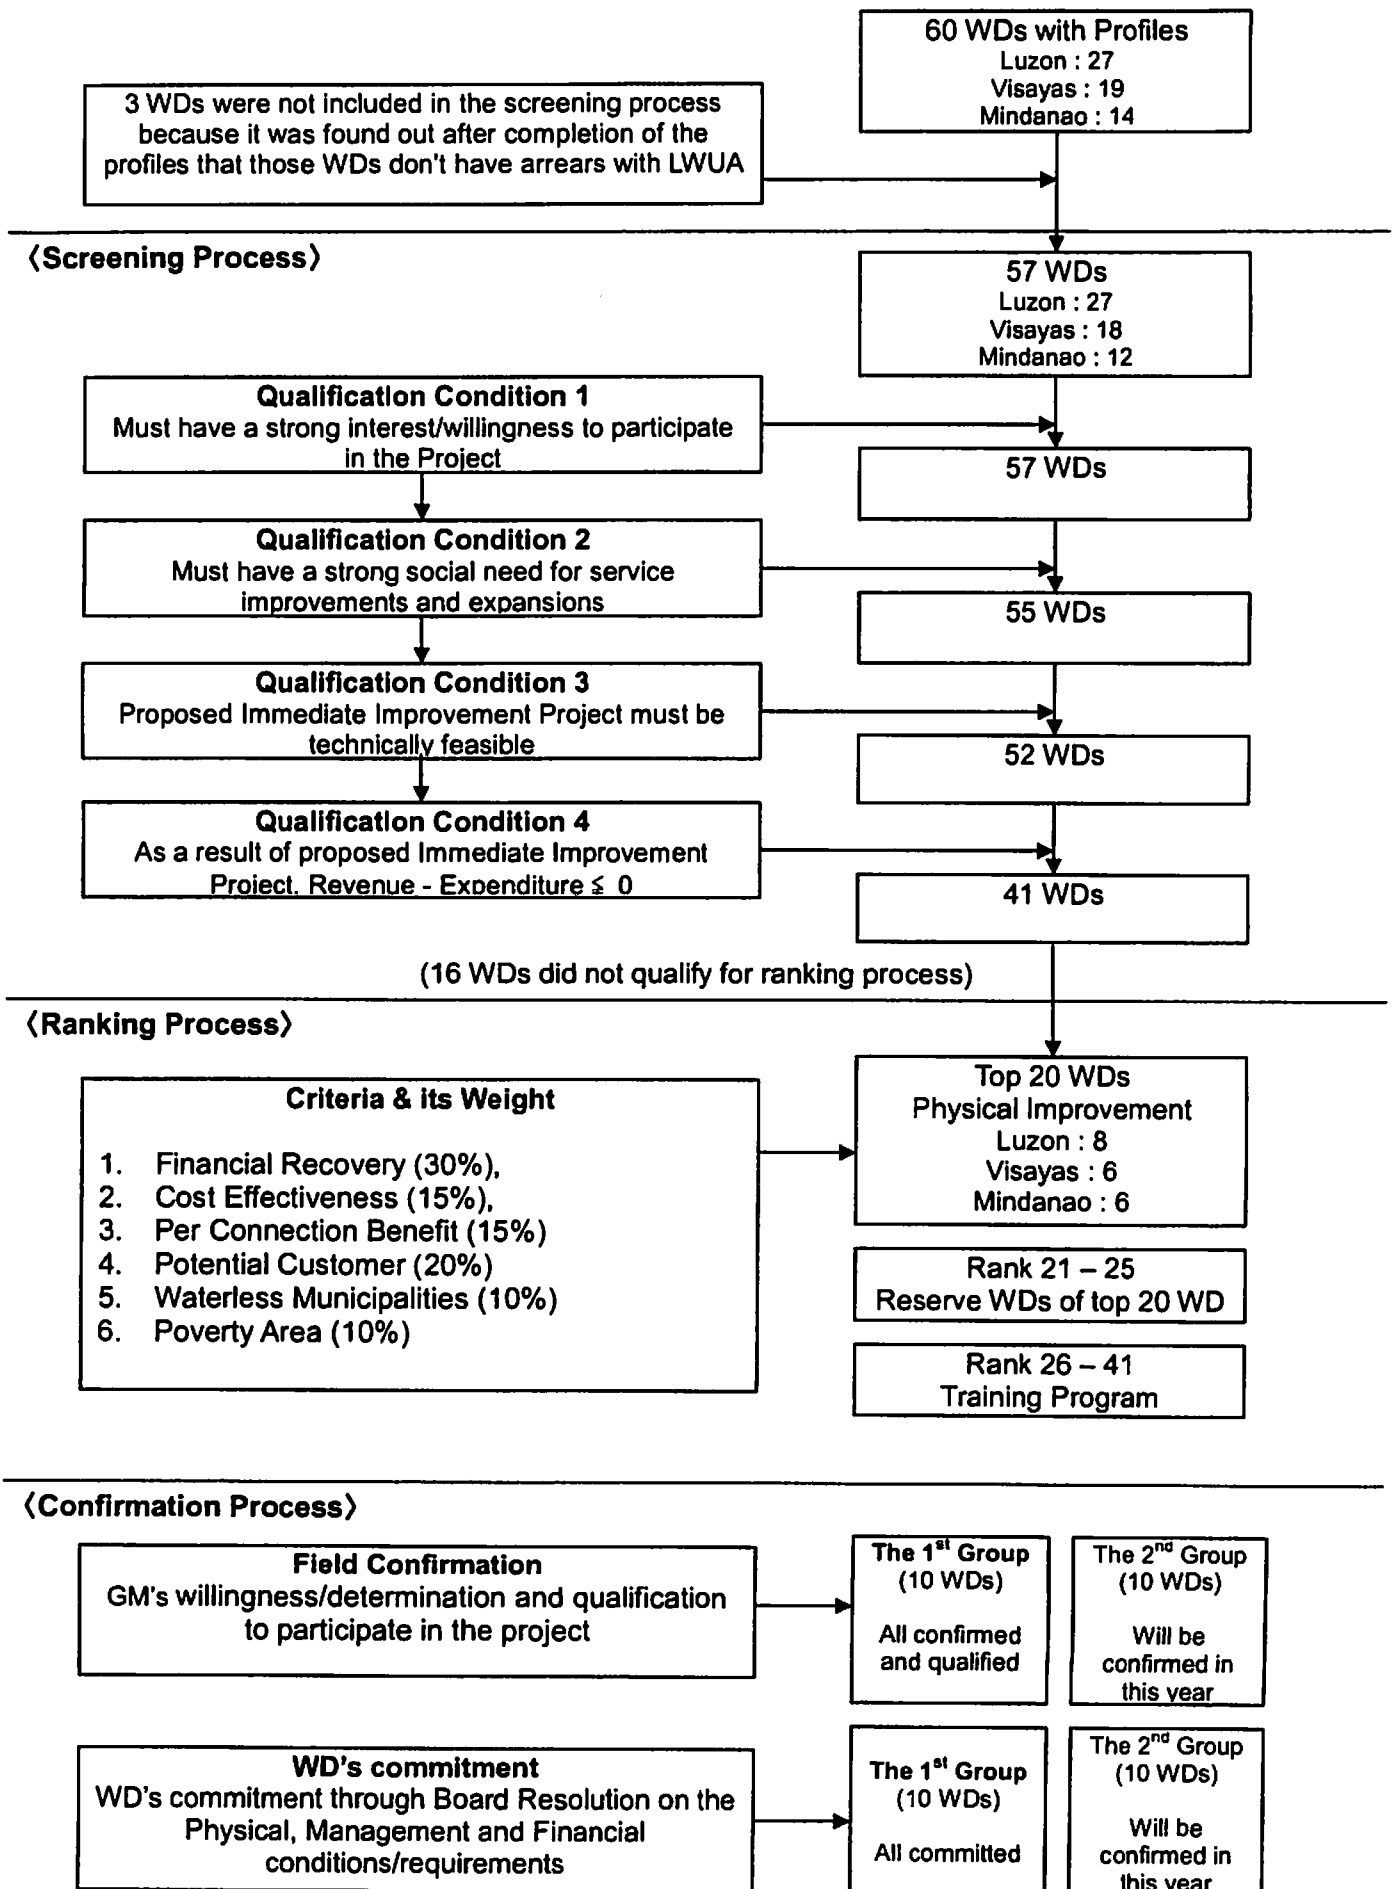 60 WDs with Profiles
Luzon : 27
Visayas : 19
Mindanao : 14
3 WDs were not included in the screening process
because it was found out after completion of the
profiles that those WDs don't have arrears with LWUA
〈Screening Process〉
57 WDs
Luzon : 27
Visayas : 18
Mindanao : 12
Qualification Condition 1
Must have a strong interest/willingness to participate
in the Project
57 WDs
Qualification Condition 2
Must have a strong social need for service
improvements and expansions
55 WDs
Qualification Condition 3
Proposed Immediate Improvement Project must be
technically feasible
52 WDs
Qualification Condition 4
As a result of proposed Immediate Improvement
Project, Revenue - Expenditure ≦ 0
41 WDs
(16 WDs did not qualify for ranking process)
〈Ranking Process〉
Criteria & its Weight
1. Financial Recovery (30%),
2. Cost Effectiveness (15%),
3. Per Connection Benefit (15%)
4. Potential Customer (20%)
5. Waterless Municipalities (10%)
6. Poverty Area (10%)
Top 20 WDs
Physical Improvement
Luzon : 8
Visayas : 6
Mindanao : 6
Rank 21 – 25
Reserve WDs of top 20 WD
Rank 26 – 41
Training Program
〈Confirmation Process〉
Field Confirmation
GM's willingness/determination and qualification
to participate in the project
The 1st Group
(10 WDs)
All confirmed
and qualified
The 2nd Group
(10 WDs)
Will be
confirmed in
this year
WD's commitment
WD's commitment through Board Resolution on the
Physical, Management and Financial
conditions/requirements
The 1st Group
(10 WDs)
All committed
The 2nd Group
(10 WDs)
Will be
confirmed in
this year